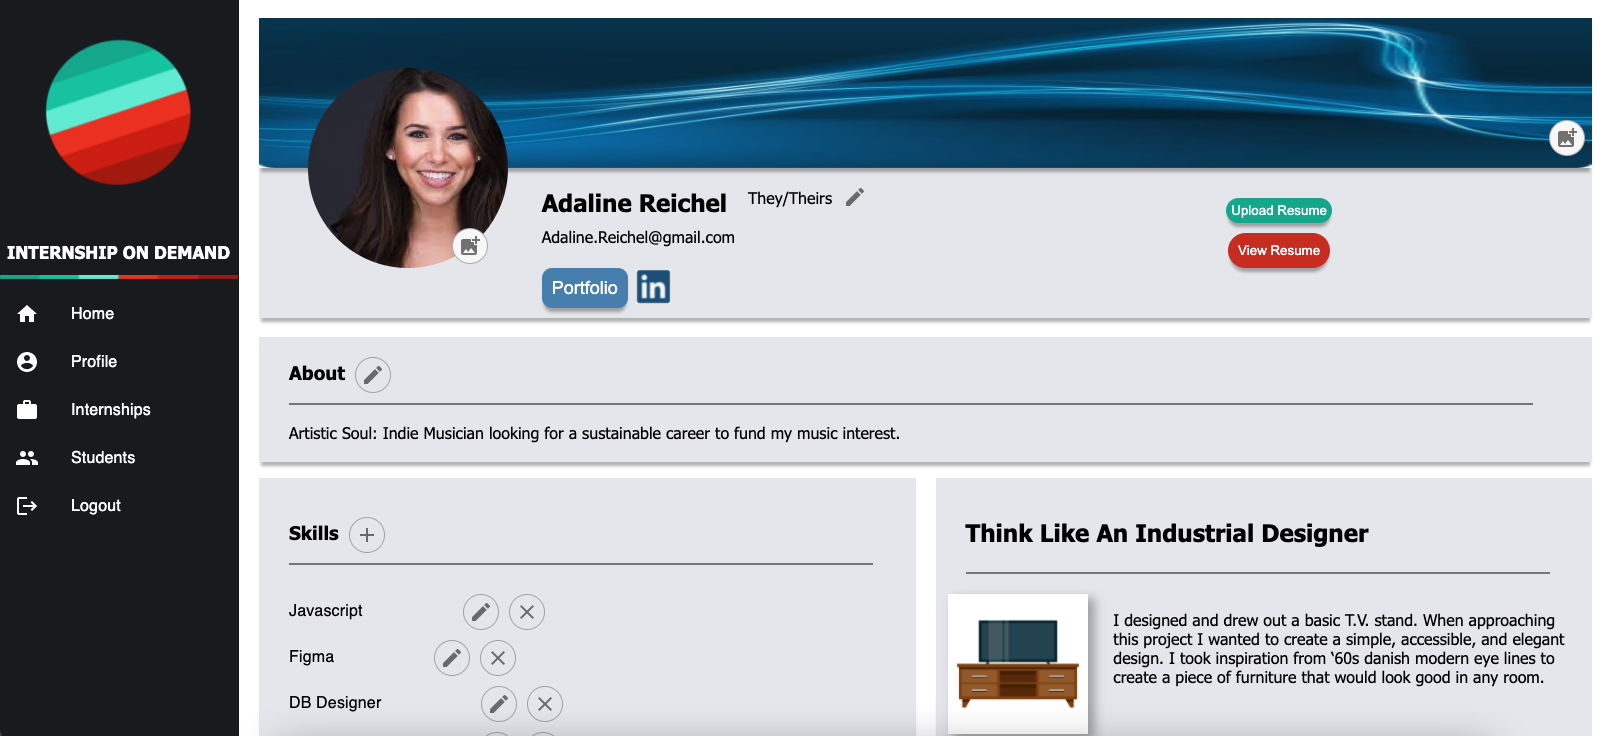 INTERNSHIP ON DEMAND
Home
Profile
Internships
Students
Logout
Adaline Reichel They/Theirs
Adaline.Reichel@gmail.com
Portfolio in
Upload Resume
View Resume
About
Artistic Soul: Indie Musician looking for a sustainable career to fund my music interest.
Skills
Javascript
Figma
DB Designer
Think Like An Industrial Designer
I designed and drew out a basic T.V. stand. When approaching
this project I wanted to create a simple, accessible, and elegant
design. I took inspiration from ‘60s danish modern eye lines to
create a piece of furniture that would look good in any room.